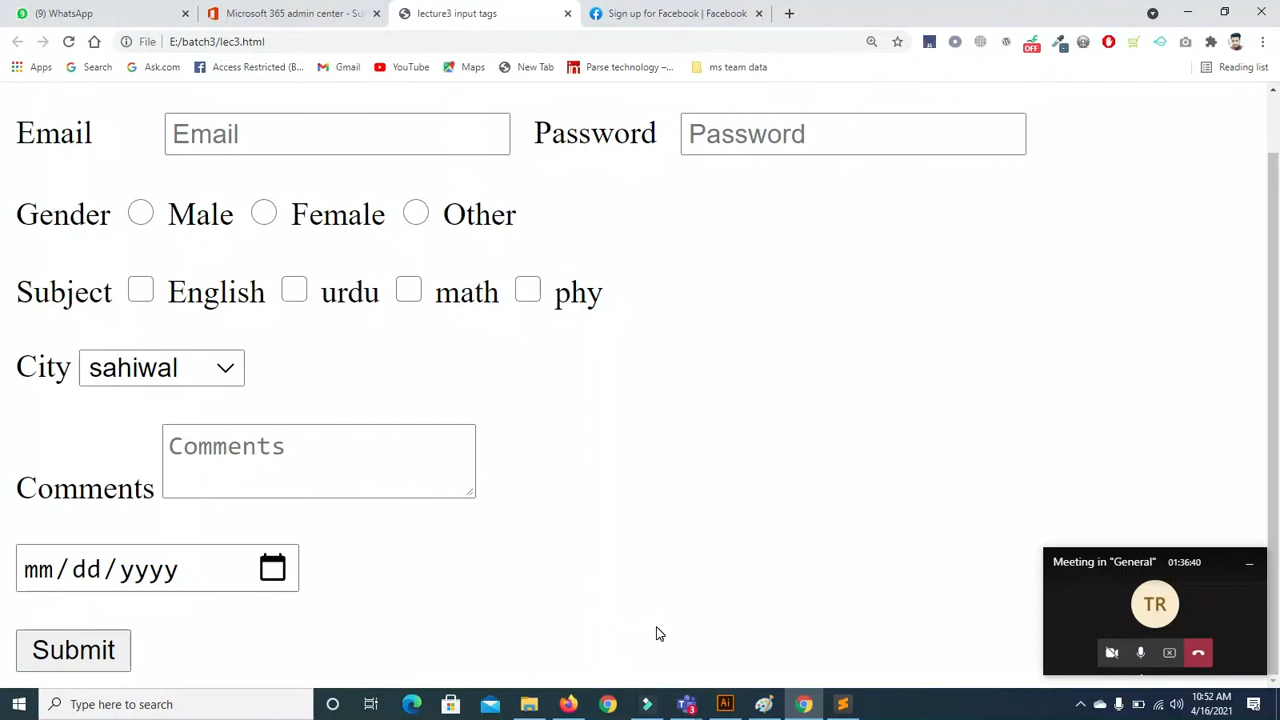 (9) WhatsApp
Microsoft 365 admin center - Su
lecture3 input tags
Sign up for Facebook | Facebook
File E:/batch3/lec3.html
OFF
Apps
Search
Ask.com
Access Restricted (B...
Gmail
YouTube
Maps
New Tab
Parse technology –...
ms team data
Reading list
Email Email Password Password
Gender Male Female Other
Subject English urdu math phy
City sahiwal
Comments
Comments
mm/dd/yyyy
Submit
Meeting in "General" 01:36:40
TR
Type here to search
3
Ai
10:52 AM
4/16/2021